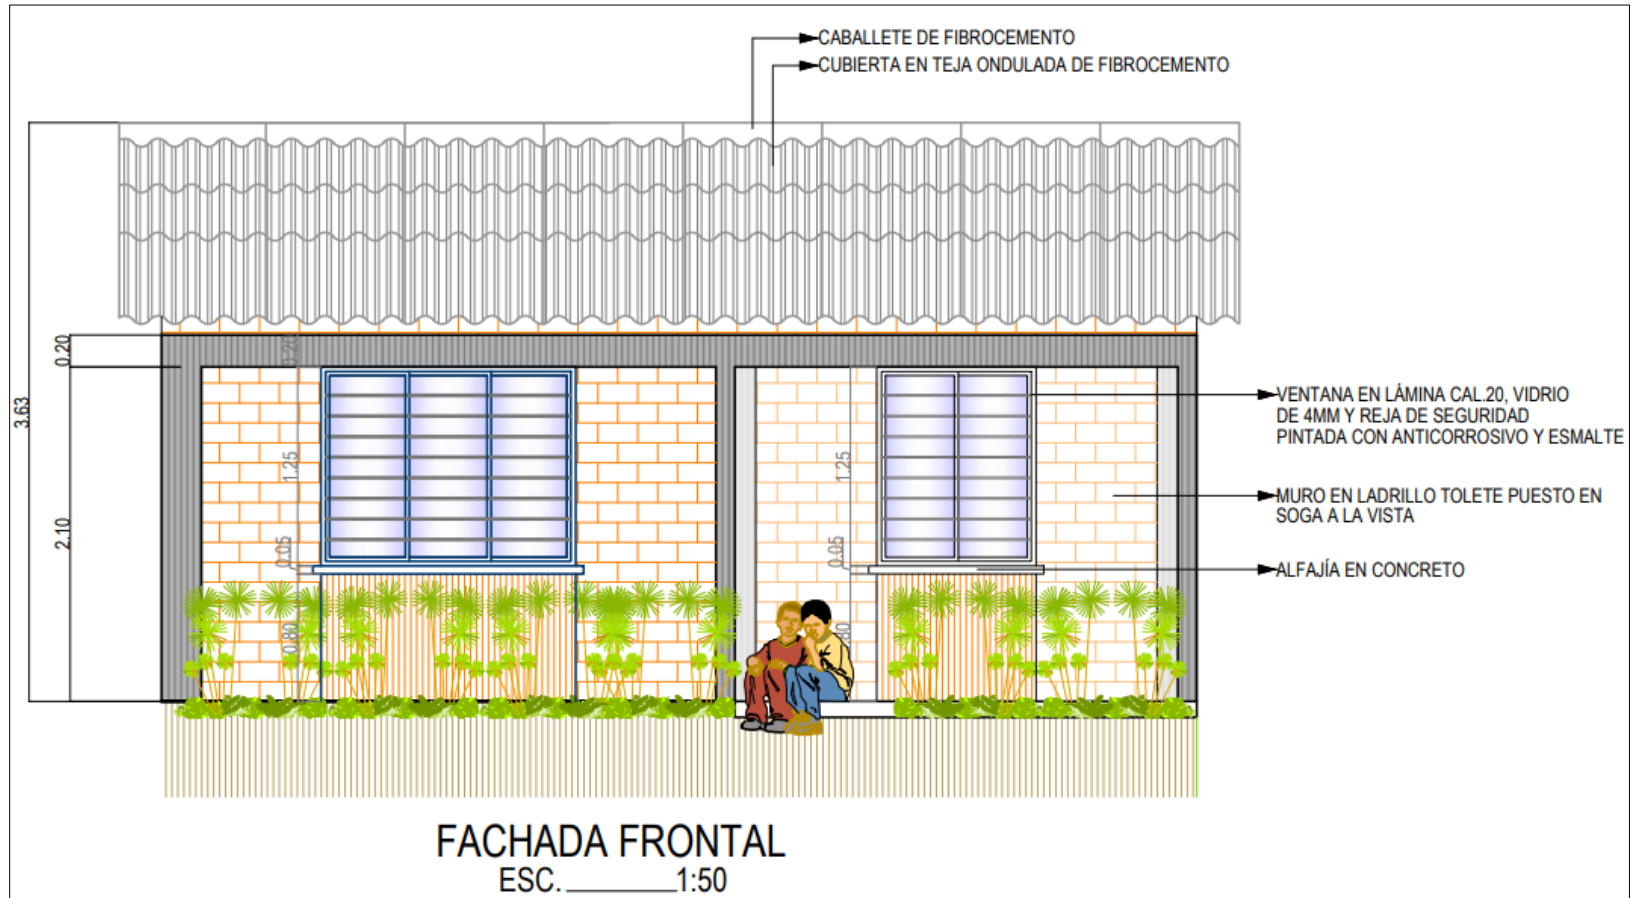 CABALLETE DE FIBROCEMENTO
CUBIERTA EN TEJA ONDULADA DE FIBROCEMENTO
0.20
0.20
3.63
VENTANA EN LÁMINA CAL.20, VIDRIO
DE 4MM Y REJA DE SEGURIDAD
PINTADA CON ANTICORROSIVO Y ESMALTE
1.25
1.25
MURO EN LADRILLO TOLETE PUESTO EN
SOGA A LA VISTA
2.10
0.05
0.05
ALFAJÍA EN CONCRETO
0.80
FACHADA FRONTAL
ESC. ________1:50